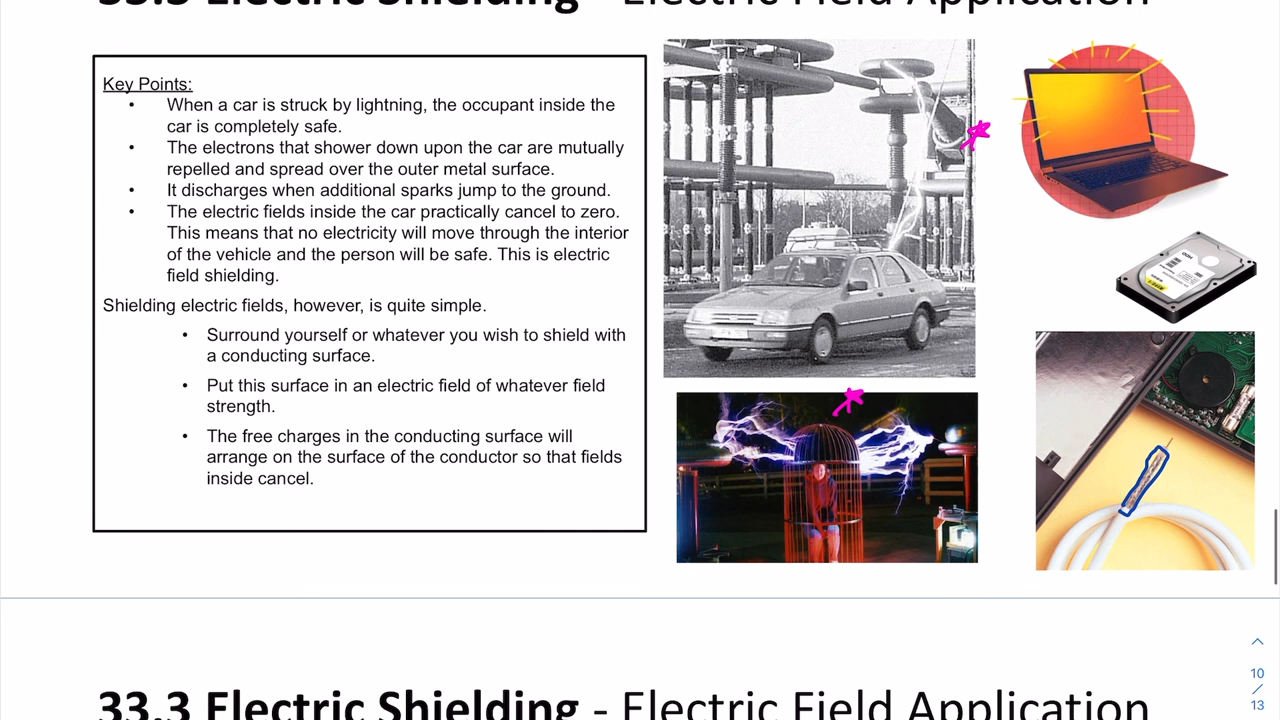 33.3 Electric Shielding - Electric Field Application
Key Points:
• When a car is struck by lightning, the occupant inside the
car is completely safe.
• The electrons that shower down upon the car are mutually
repelled and spread over the outer metal surface.
• It discharges when additional sparks jump to the ground.
• The electric fields inside the car practically cancel to zero.
This means that no electricity will move through the interior
of the vehicle and the person will be safe. This is electric
field shielding.
Shielding electric fields, however, is quite simple.
• Surround yourself or whatever you wish to shield with
a conducting surface.
• Put this surface in an electric field of whatever field
strength.
• The free charges in the conducting surface will
arrange on the surface of the conductor so that fields
inside cancel.
HDD
10
/
13
33.3 Electric Shielding - Electric Field Application